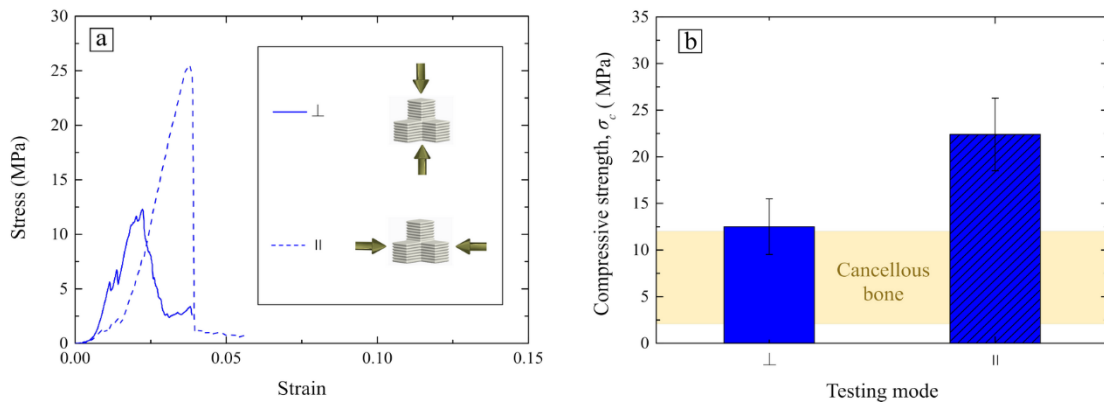 a
30
25
20
15
10
5
0
Stress (MPa)
0.00
0.05
0.10
0.15
Strain
⊥
॥
b
35
30
25
20
15
10
5
0
Compressive strength, σc ( MPa)
Cancellous
bone
⊥
॥
Testing mode